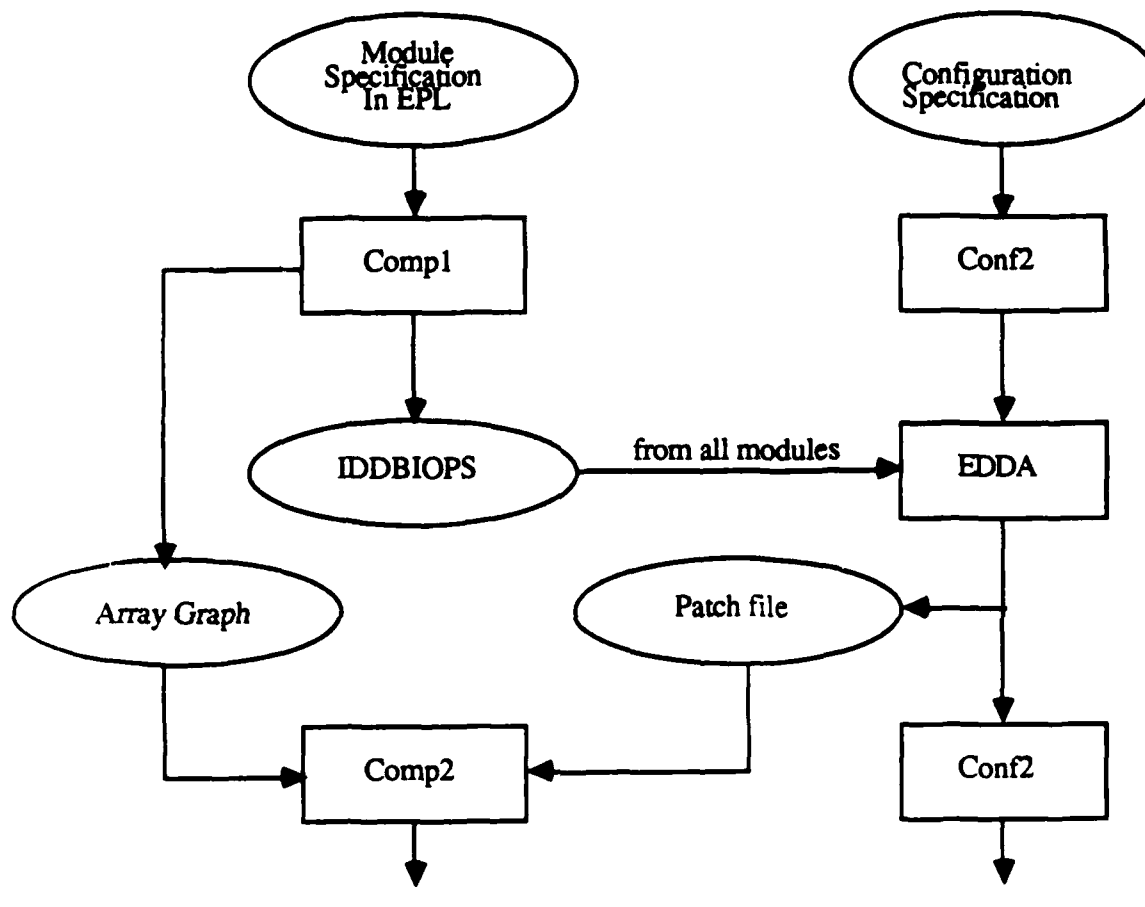 Module
Specification
In EPL
Configuration
Specification
Comp1
Conf2
IDDBIOPS
from all modules
EDDA
Array Graph
Patch file
Comp2
Conf2